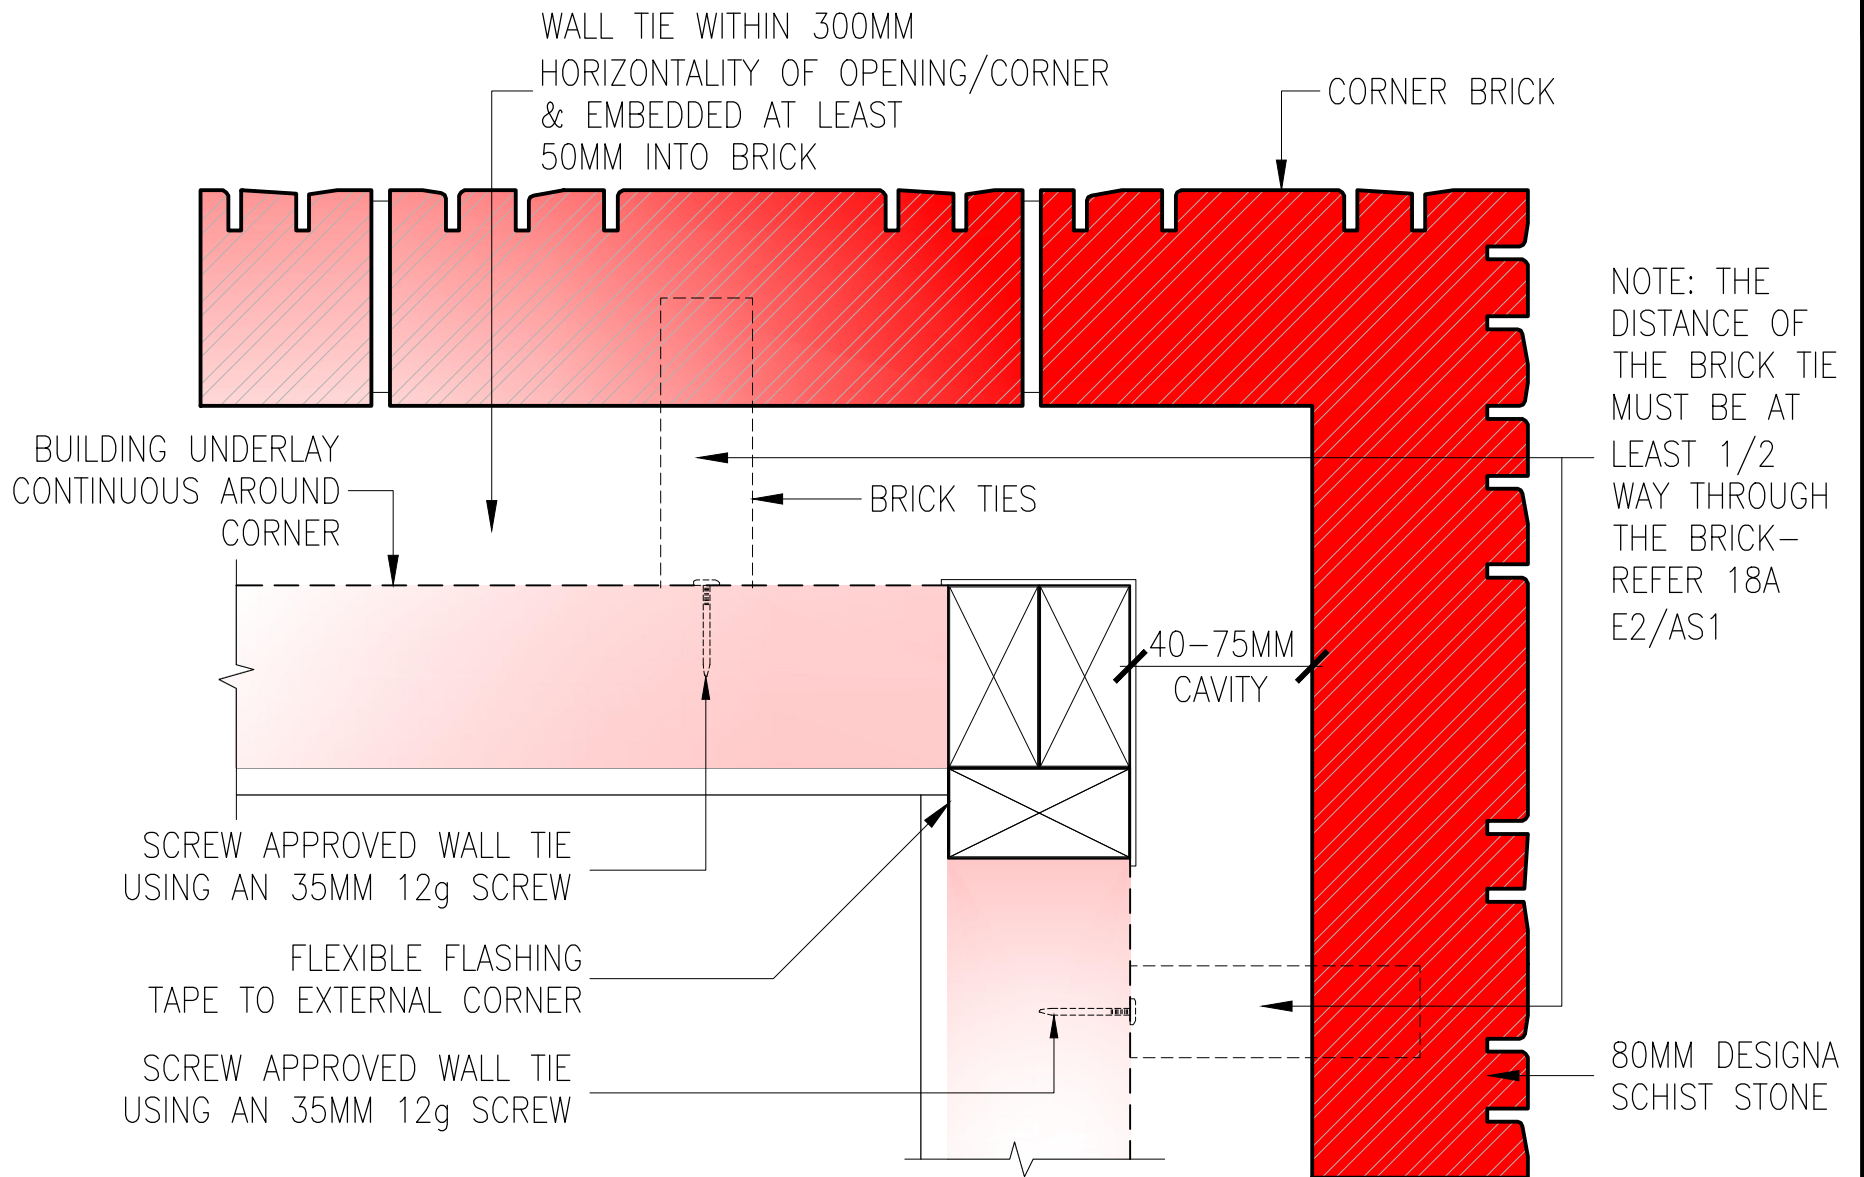 WALL TIE WITHIN 300MM
HORIZONTALITY OF OPENING/CORNER
& EMBEDDED AT LEAST
50MM INTO BRICK
CORNER BRICK
NOTE: THE
DISTANCE OF
THE BRICK TIE
MUST BE AT
LEAST 1/2
WAY THROUGH
THE BRICK-
REFER 18A
E2/AS1
BUILDING UNDERLAY
CONTINUOUS AROUND
CORNER
BRICK TIES
40-75MM
CAVITY
SCREW APPROVED WALL TIE
USING AN 35MM 12g SCREW
FLEXIBLE FLASHING
TAPE TO EXTERNAL CORNER
SCREW APPROVED WALL TIE
USING AN 35MM 12g SCREW
80MM DESIGNA
SCHIST STONE